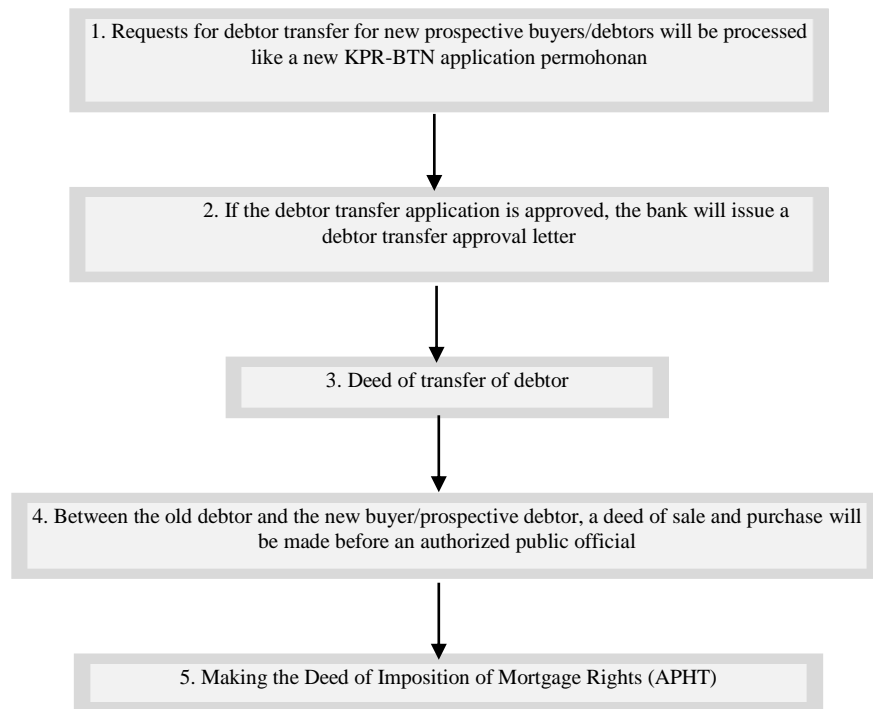 1. Requests for debtor transfer for new prospective buyers/debtors will be processed
like a new KPR-BTN application permohonan
2. If the debtor transfer application is approved, the bank will issue a
debtor transfer approval letter
3. Deed of transfer of debtor
4. Between the old debtor and the new buyer/prospective debtor, a deed of sale and purchase will
be made before an authorized public official
5. Making the Deed of Imposition of Mortgage Rights (APHT)